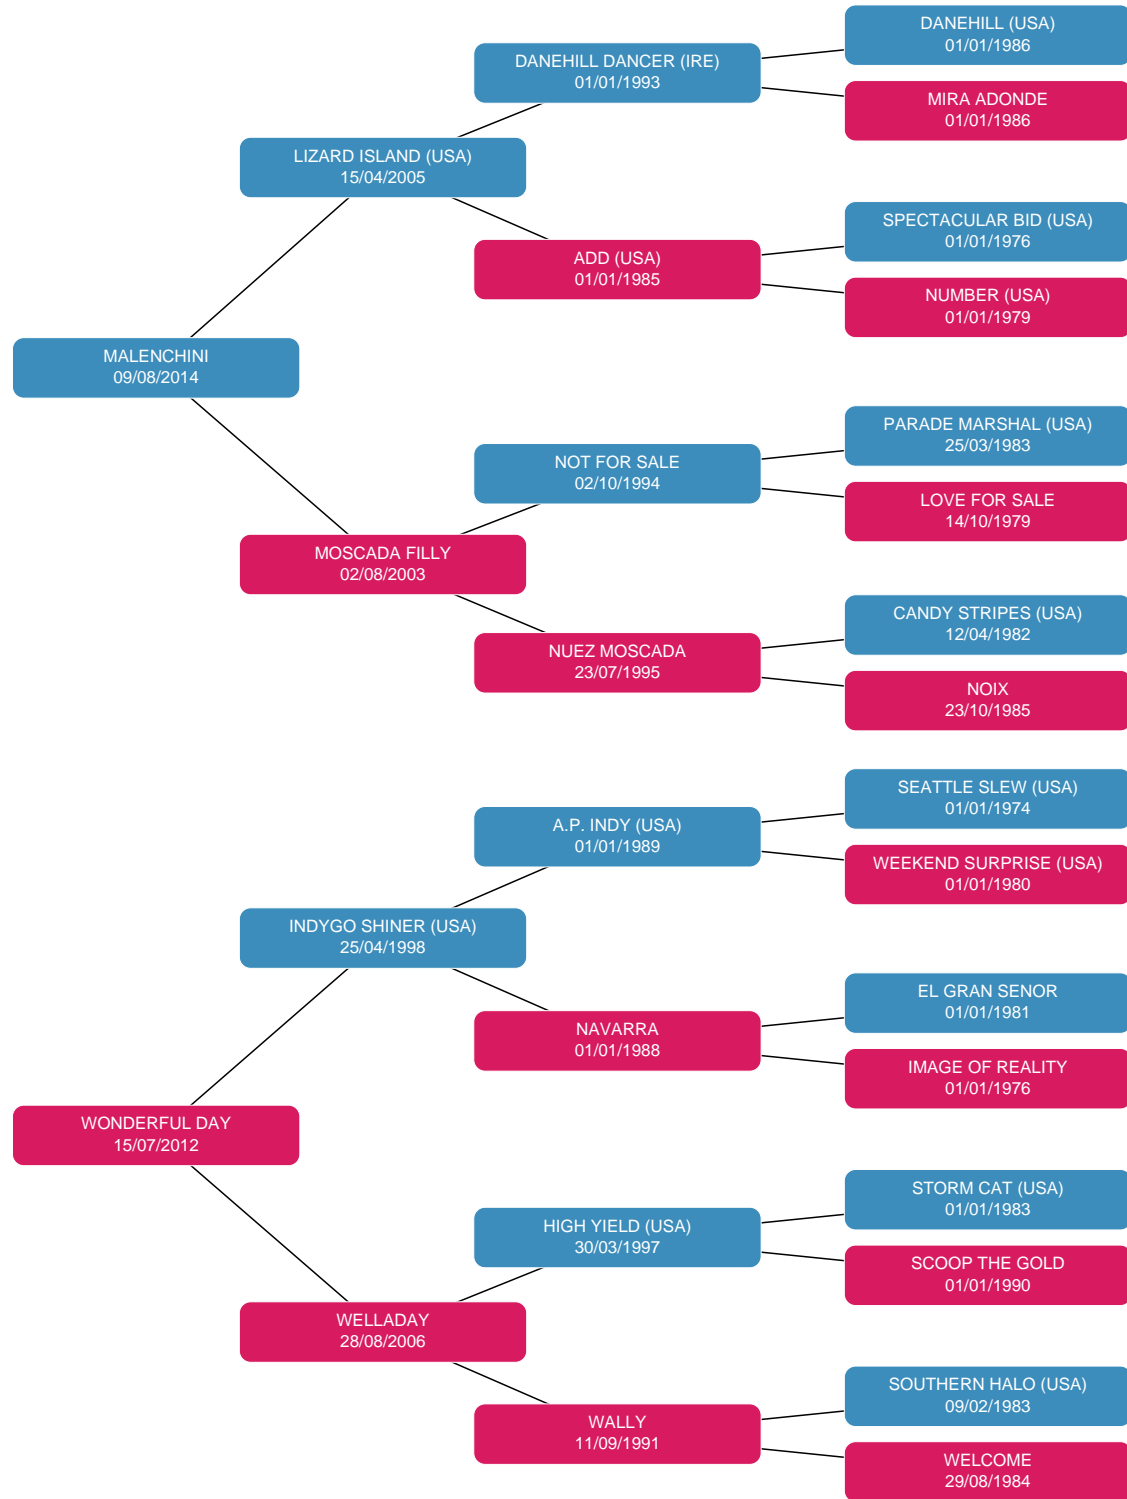 DANEHILL (USA)
01/01/1986
DANEHILL DANCER (IRE)
01/01/1993
MIRA ADONDE
01/01/1986
LIZARD ISLAND (USA)
15/04/2005
SPECTACULAR BID (USA)
01/01/1976
ADD (USA)
01/01/1985
NUMBER (USA)
01/01/1979
MALENCHINI
09/08/2014
PARADE MARSHAL (USA)
25/03/1983
NOT FOR SALE
02/10/1994
LOVE FOR SALE
14/10/1979
MOSCADA FILLY
02/08/2003
CANDY STRIPES (USA)
12/04/1982
NUEZ MOSCADA
23/07/1995
NOIX
23/10/1985
SEATTLE SLEW (USA)
01/01/1974
A.P. INDY (USA)
01/01/1989
WEEKEND SURPRISE (USA)
01/01/1980
INDYGO SHINER (USA)
25/04/1998
EL GRAN SENOR
01/01/1981
NAVARRA
01/01/1988
IMAGE OF REALITY
01/01/1976
WONDERFUL DAY
15/07/2012
STORM CAT (USA)
01/01/1983
HIGH YIELD (USA)
30/03/1997
SCOOP THE GOLD
01/01/1990
WELLADAY
28/08/2006
SOUTHERN HALO (USA)
09/02/1983
WALLY
11/09/1991
WELCOME
29/08/1984